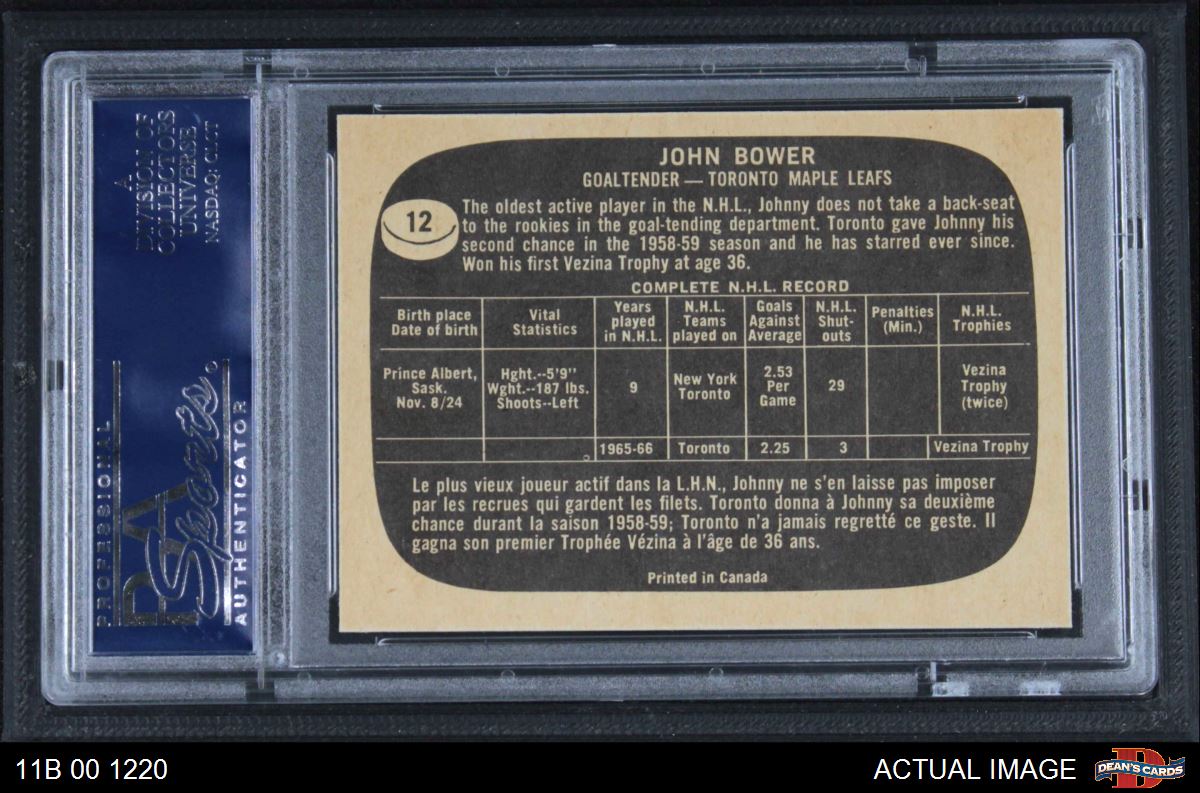 A
DIVISION OF
COLLECTORS
UNIVERSE
NASDAQ: CLCT
PROFESSIONAL
PSA
Sports
AUTHENTICATOR
JOHN BOWER
GOALTENDER — TORONTO MAPLE LEAFS
12
The oldest active player in the N.H.L., Johnny does not take a back-seat
to the rookies in the goal-tending department. Toronto gave Johnny his
second chance in the 1958-59 season and he has starred ever since.
Won his first Vezina Trophy at age 36.
COMPLETE N.H.L. RECORD
Birth place
Date of birth
Vital
Statistics
Years
played
in N.H.L.
N.H.L.
Teams
played on
Goals
Against
Average
N.H.L.
Shut-
outs
Penalties
(Min.)
N.H.L.
Trophies
Prince Albert,
Sask.
Nov. 8/24
Hght.--5'9"
Wght.--187 lbs.
Shoots--Left
9
New York
Toronto
2.53
Per
Game
29
Vezina
Trophy
(twice)
1965-66 Toronto 2.25 3 Vezina Trophy
Le plus vieux joueur actif dans la L.H.N., Johnny ne s'en laisse pas imposer
par les recrues qui gardent les filets. Toronto donna à Johnny sa deuxième
chance durant la saison 1958-59; Toronto n'a jamais regretté ce geste. Il
gagna son premier Trophée Vézina à l'âge de 36 ans.
Printed in Canada
11B 00 1220
ACTUAL IMAGE
DEAN'S CARDS